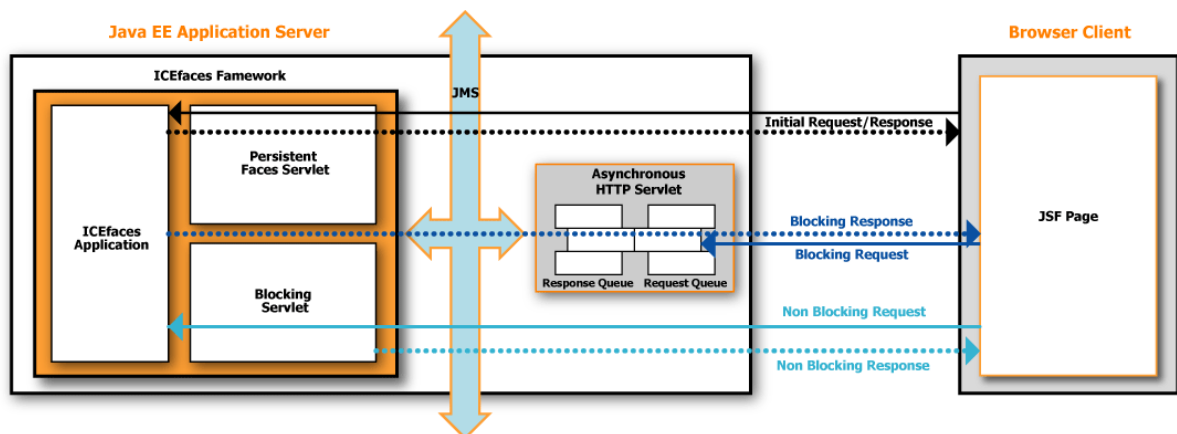 Java EE Application Server
Browser Client
ICEfaces Famework
JMS
Initial Request/Response
Persistent
Faces Servlet
Asynchronous
HTTP Servlet
ICEfaces
Application
Blocking Response
JSF Page
Blocking Request
Response Queue
Request Queue
Blocking
Servlet
Non Blocking Request
Non Blocking Response